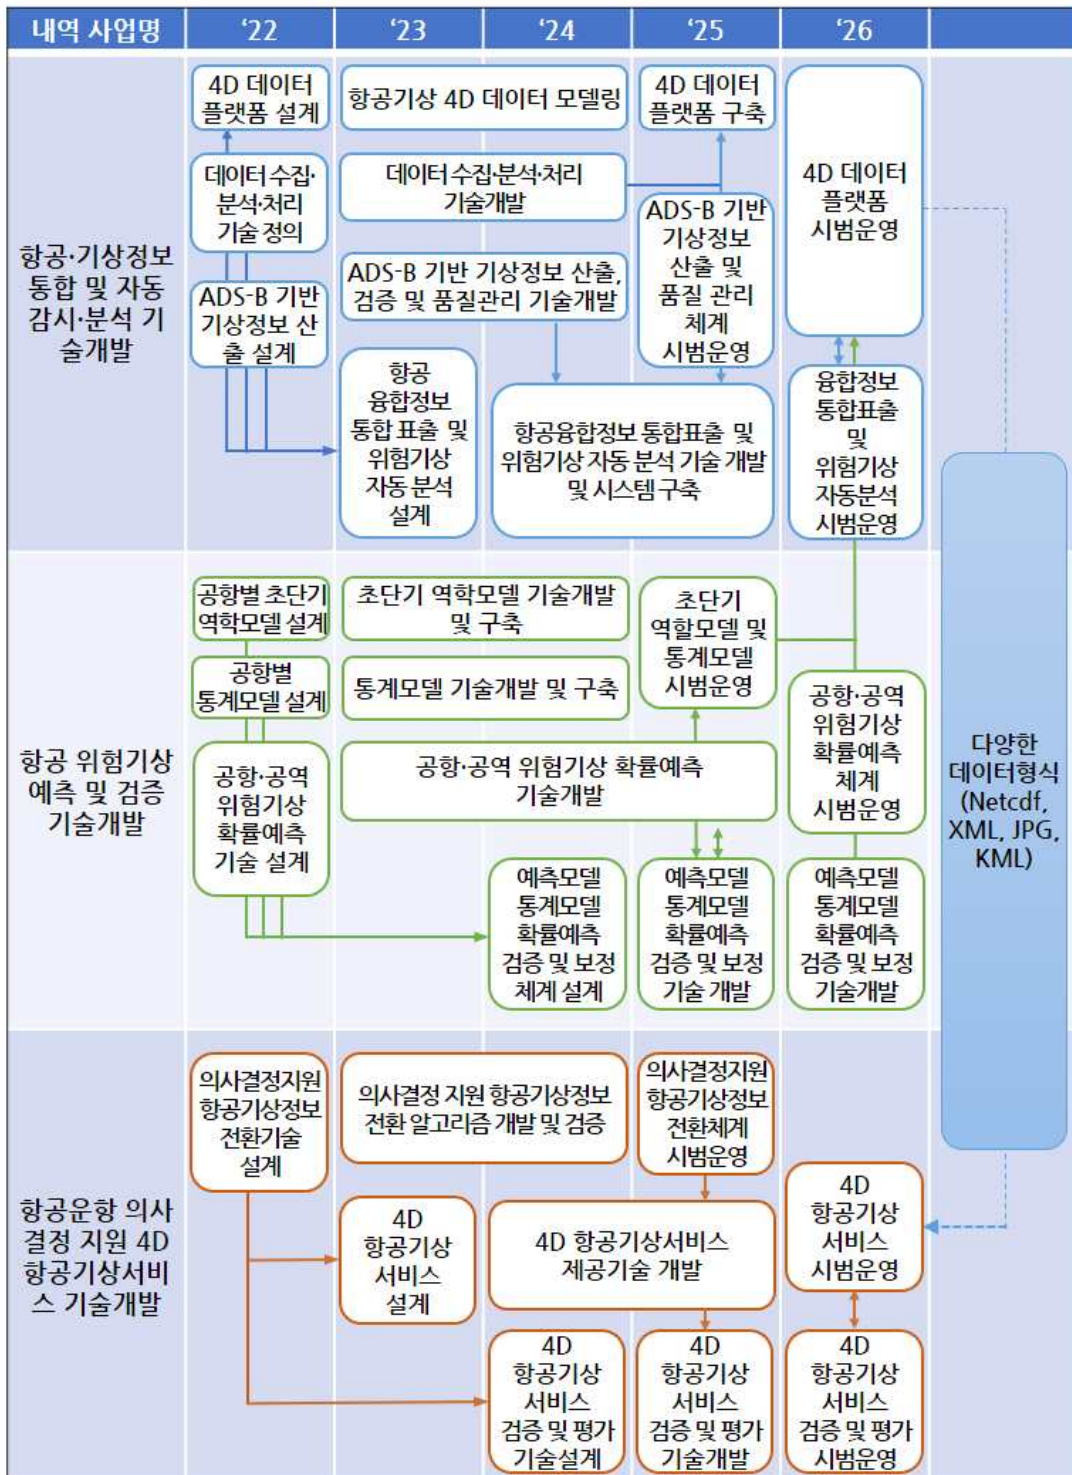 내역 사업명
‘22
‘23
‘24
‘25
‘26
항공·기상정보
통합 및 자동
감시·분석 기
술개발
4D 데이터
플랫폼 설계
데이터 수집·
분석·처리
기술 정의
ADS-B 기반
기상정보 산
출 설계
항공기상 4D 데이터 모델링
데이터 수집·분석·처리
기술개발
ADS-B 기반 기상정보 산출,
검증 및 품질관리 기술개발
항공
융합정보
통합 표출 및
위험기상
자동 분석
설계
4D 데이터
플랫폼 구축
ADS-B 기반
기상정보
산출 및
품질 관리
체계
시범운영
항공융합정보 통합표출 및
위험기상 자동 분석 기술 개발
및 시스템 구축
4D 데이터
플랫폼
시범운영
융합정보
통합표출
및
위험기상
자동분석
시범운영
항공 위험기상
예측 및 검증
기술개발
공항별 초단기
역학모델 설계
공항별
통계모델 설계
공항·공역
위험기상
확률예측
기술 설계
초단기 역학모델 기술개발
및 구축
통계모델 기술개발 및 구축
공항·공역 위험기상 확률예측
기술개발
예측모델
통계모델
확률예측
검증 및 보정
체계 설계
초단기
역할모델 및
통계모델
시범운영
예측모델
통계모델
확률예측
검증 및 보정
기술 개발
공항·공역
위험기상
확률예측
체계
시범운영
예측모델
통계모델
확률예측
검증 및 보정
기술개발
다양한
데이터형식
(Netcdf,
XML, JPG,
KML)
항공운항 의사
결정 지원 4D
항공기상서비
스 기술개발
의사결정지원
항공기상정보
전환기술
설계
의사결정 지원 항공기상정보
전환 알고리즘 개발 및 검증
4D
항공기상
서비스
설계
의사결정지원
항공기상정보
전환체계
시범운영
4D 항공기상서비스
제공기술 개발
4D
항공기상
서비스
검증 및 평가
기술설계
4D
항공기상
서비스
검증 및 평가
기술개발
4D
항공기상
서비스
시범운영
4D
항공기상
서비스
검증 및 평가
시범운영